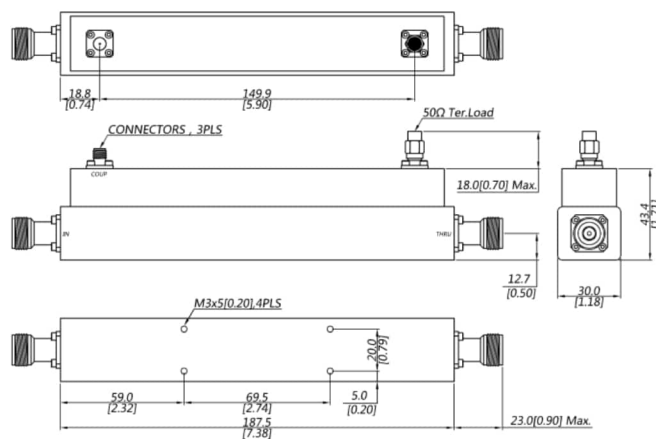 18.8
[0.74]
149.9
[5.90]
50Ω Ter.Load
CONNECTORS , 3PLS
COUP
18.0[0.70] Max.
IN
THRU
43.4
[1.71]
12.7
[0.50]
30.0
[1.18]
M3x5[0.20],4PLS
20.0
[0.79]
59.0
[2.32]
69.5
[2.74]
5.0
[0.20]
187.5
[7.38]
23.0[0.90] Max.